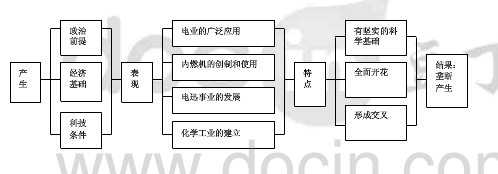 产
生
政治
前提
经济
基础
科技
条件
表
现
电业的广泛应用
内燃机的创制和使用
电迅事业的发展
化学工业的建立
特
点
有坚实的科
学基础
全面开花
形成交叉
结果:
垄断
产生
www.docin.com